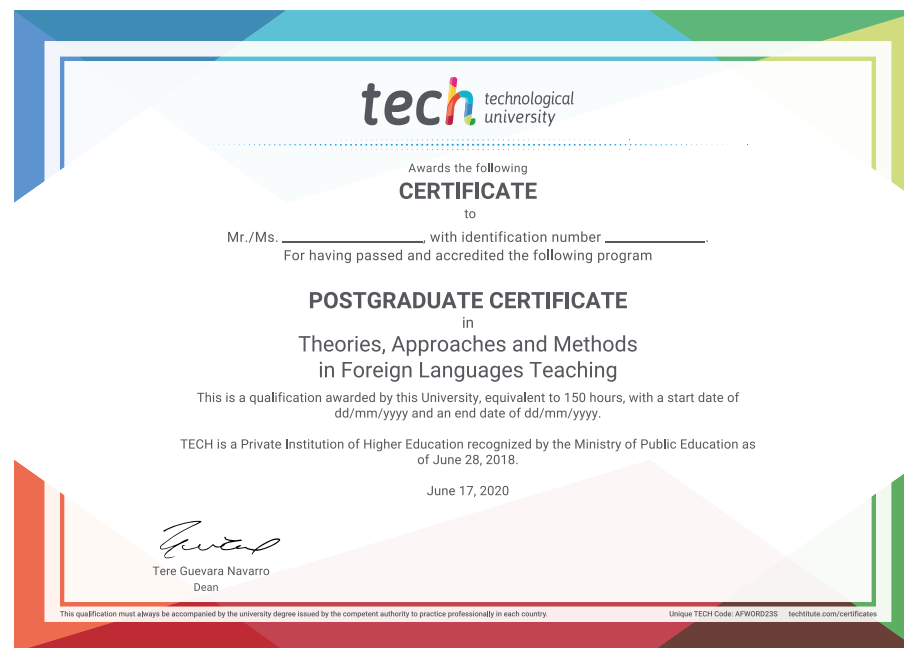 tech technological
university
Awards the following
CERTIFICATE
to
Mr./Ms. ____________, with identification number ____________.
For having passed and accredited the following program
POSTGRADUATE CERTIFICATE
in
Theories, Approaches and Methods
in Foreign Languages Teaching
This is a qualification awarded by this University, equivalent to 150 hours, with a start date of
dd/mm/yyyy and an end date of dd/mm/yyyy.
TECH is a Private Institution of Higher Education recognized by the Ministry of Public Education as
of June 28, 2018.
June 17, 2020
Tere Guevara Navarro
Dean
This qualification must always be accompanied by the university degree issued by the competent authority to practice professionally in each country. Unique TECH Code: AFWORD23S techtitute.com/certificates